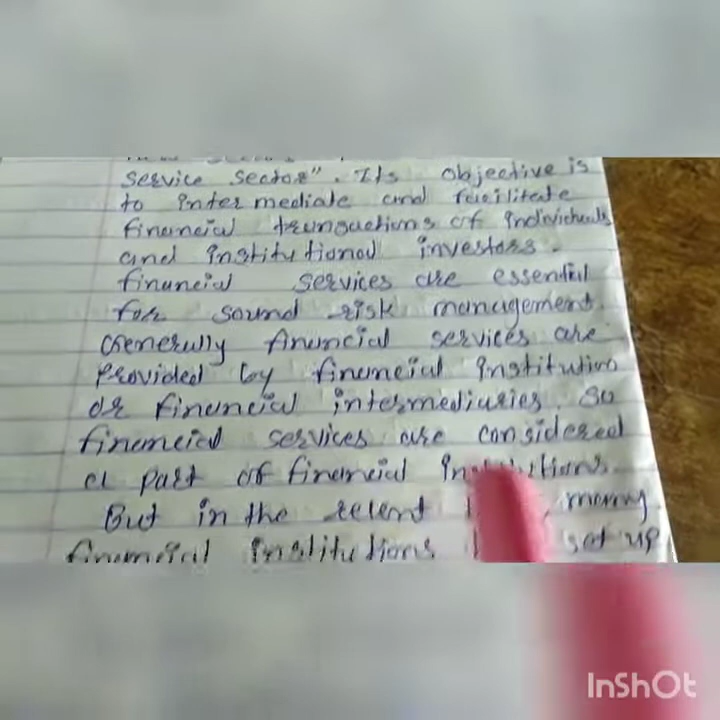 Service Sector". Its objective is
to intermediate and facilitate
financial transactions of individuals
and institutional investors.
financial services are essential
for sound risk management.
Generally financial services are
Provided by financial institution
or financial intermediaries. So
financial services are considered
a part of financial institutions.
But in the recent many
financial institutions set up
InShOt